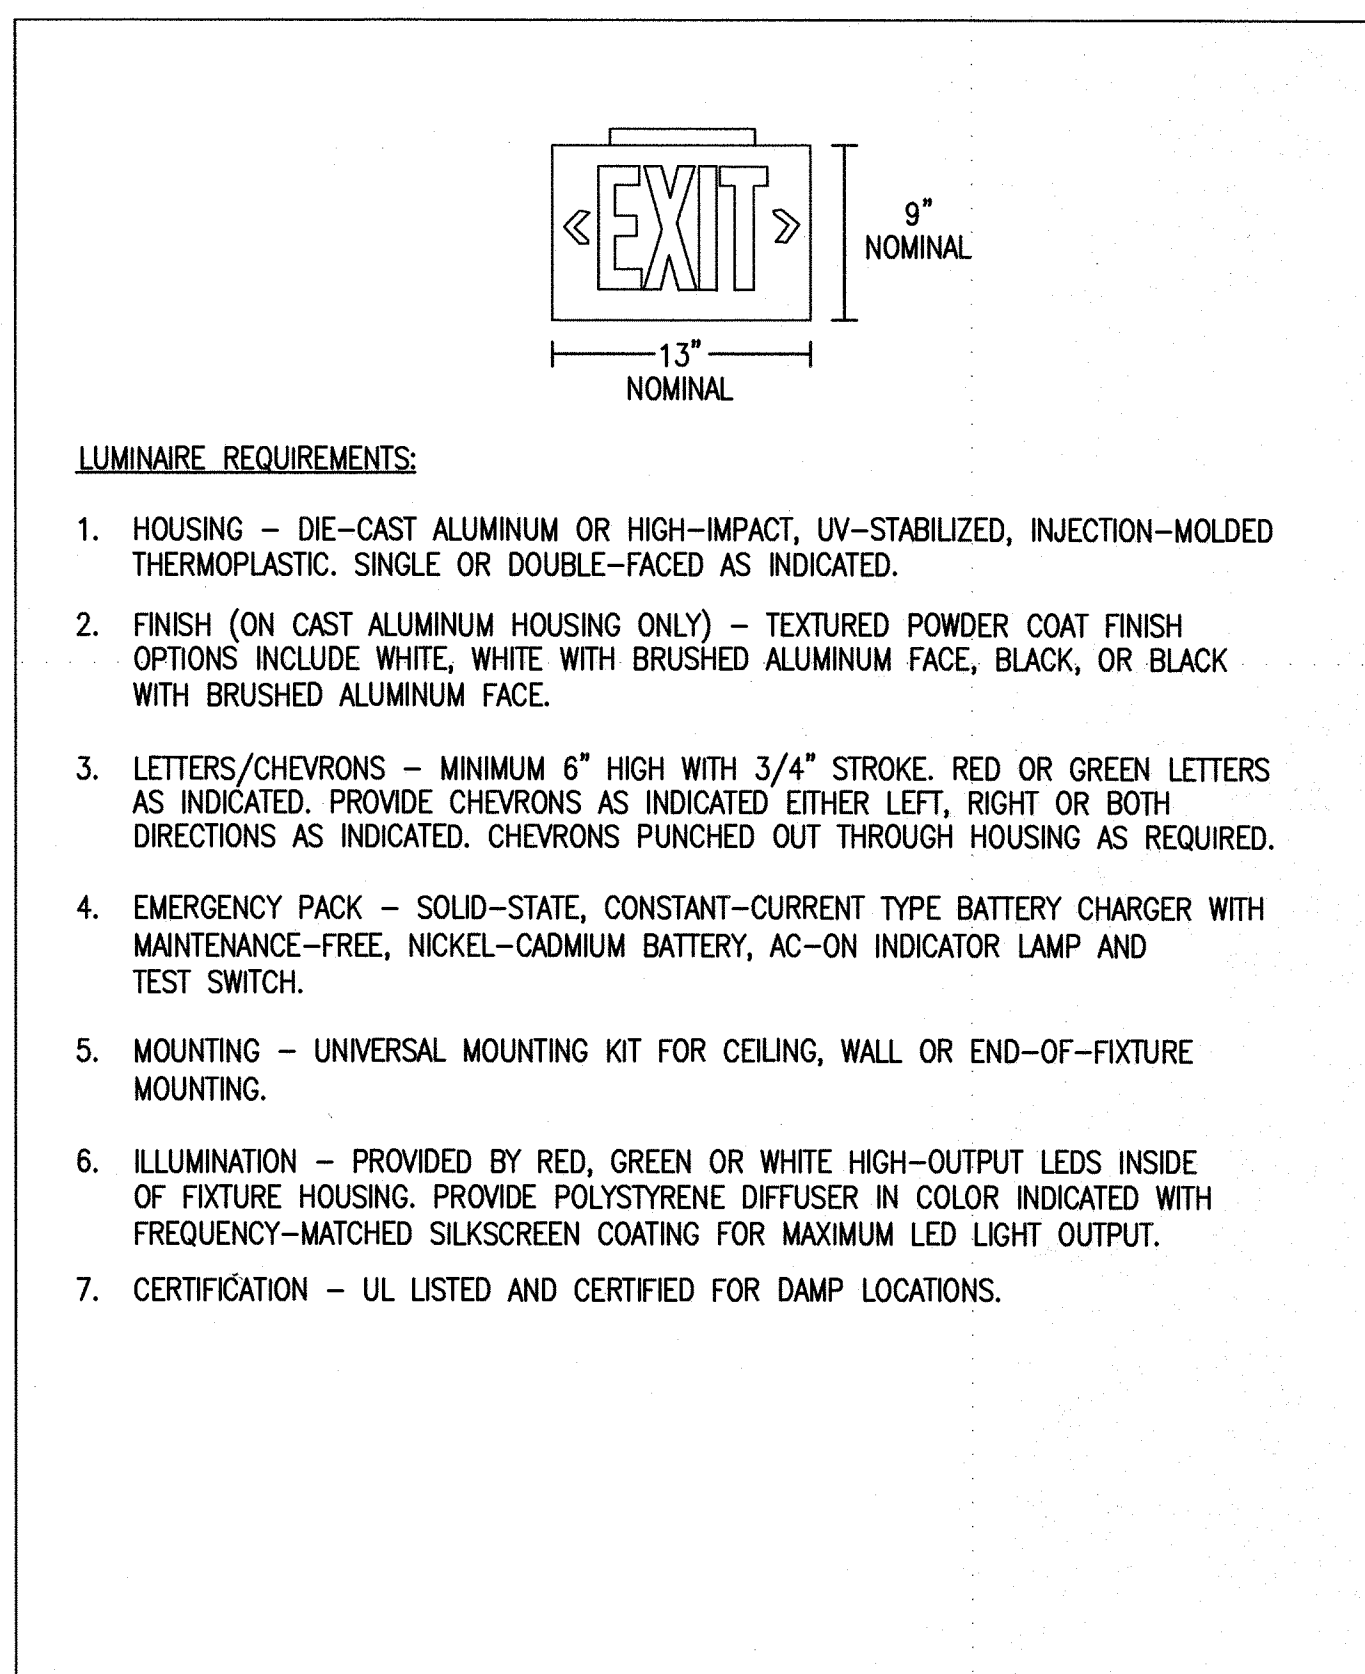 EXIT
9"
NOMINAL
13"
NOMINAL
LUMINAIRE REQUIREMENTS:
1. HOUSING – DIE–CAST ALUMINUM OR HIGH–IMPACT, UV–STABILIZED, INJECTION–MOLDED
THERMOPLASTIC. SINGLE OR DOUBLE–FACED AS INDICATED.
2. FINISH (ON CAST ALUMINUM HOUSING ONLY) – TEXTURED POWDER COAT FINISH
OPTIONS INCLUDE WHITE, WHITE WITH BRUSHED ALUMINUM FACE, BLACK, OR BLACK
WITH BRUSHED ALUMINUM FACE.
3. LETTERS/CHEVRONS – MINIMUM 6" HIGH WITH 3/4" STROKE. RED OR GREEN LETTERS
AS INDICATED. PROVIDE CHEVRONS AS INDICATED EITHER LEFT, RIGHT OR BOTH
DIRECTIONS AS INDICATED. CHEVRONS PUNCHED OUT THROUGH HOUSING AS REQUIRED.
4. EMERGENCY PACK – SOLID–STATE, CONSTANT–CURRENT TYPE BATTERY CHARGER WITH
MAINTENANCE–FREE, NICKEL–CADMIUM BATTERY, AC–ON INDICATOR LAMP AND
TEST SWITCH.
5. MOUNTING – UNIVERSAL MOUNTING KIT FOR CEILING, WALL OR END–OF–FIXTURE
MOUNTING.
6. ILLUMINATION – PROVIDED BY RED, GREEN OR WHITE HIGH–OUTPUT LEDS INSIDE
OF FIXTURE HOUSING. PROVIDE POLYSTYRENE DIFFUSER IN COLOR INDICATED WITH
FREQUENCY–MATCHED SILKSCREEN COATING FOR MAXIMUM LED LIGHT OUTPUT.
7. CERTIFICATION – UL LISTED AND CERTIFIED FOR DAMP LOCATIONS.